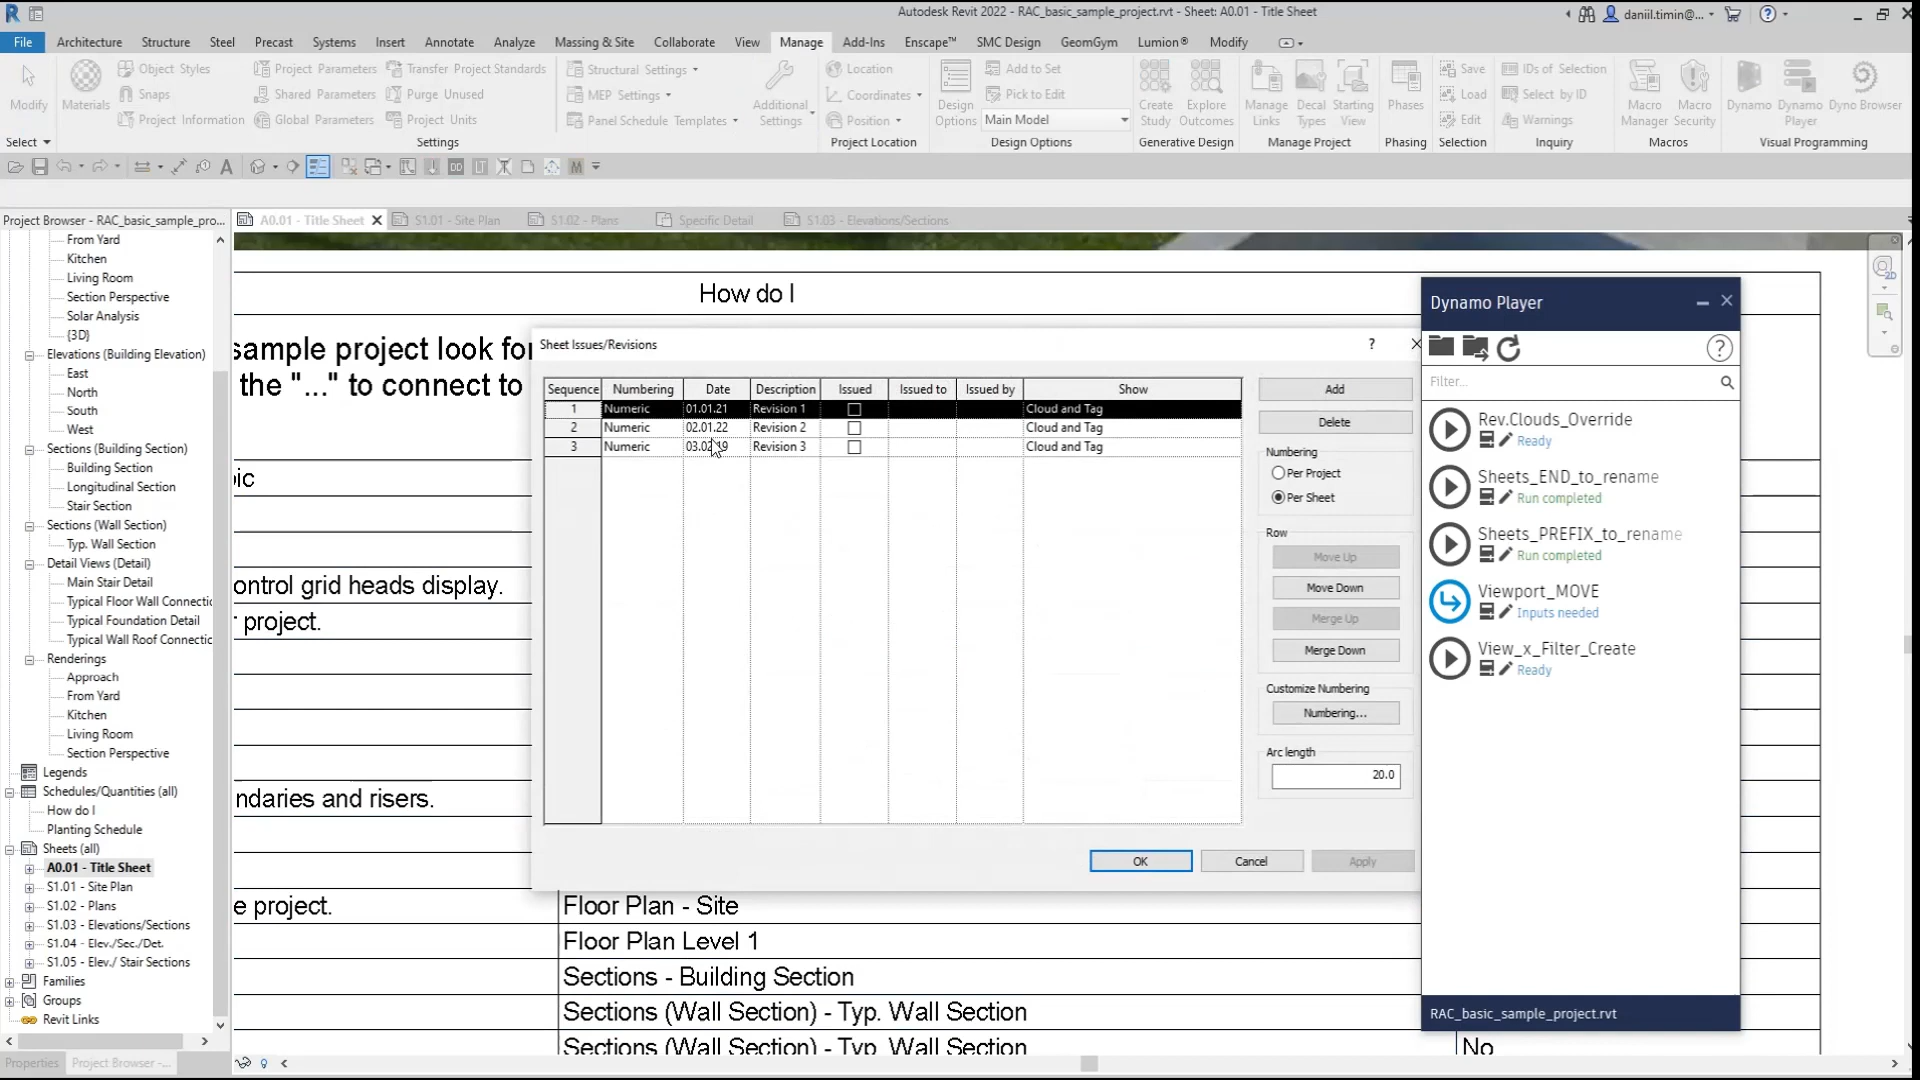 Autodesk Revit 2022 - RAC_basic_sample_project.rvt - Sheet: A0.01 - Title Sheet
daniil.timin@...
File Architecture Structure Steel Precast Systems Insert Annotate Analyze Massing & Site Collaborate View Manage Add-Ins Enscape™ SMC Design GeomGym Lumion® Modify
Modify
Materials
Object Styles
Snaps
Project Information
Project Parameters
Shared Parameters
Global Parameters
Transfer Project Standards
Purge Unused
Project Units
Structural Settings
MEP Settings
Panel Schedule Templates
Additional Settings
Location
Coordinates
Position
Design Options
Add to Set
Pick to Edit
Main Model
Create Study
Explore Outcomes
Manage Links
Decal Types
Starting View
Phases
Save
Load
Edit
IDs of Selection
Select by ID
Warnings
Macro Manager
Macro Security
Dynamo
Dynamo Player
Dyno Browser
Select
Settings
Project Location
Design Options
Generative Design
Manage Project
Phasing
Selection
Inquiry
Macros
Visual Programming
Project Browser - RAC_basic_sample_pro...
A0.01 - Title Sheet
S1.01 - Site Plan
S1.02 - Plans
Specific Detail
S1.03 - Elevations/Sections
From Yard
Kitchen
Living Room
Section Perspective
Solar Analysis
{3D}
Elevations (Building Elevation)
East
North
South
West
Sections (Building Section)
Building Section
Longitudinal Section
Stair Section
Sections (Wall Section)
Typ. Wall Section
Detail Views (Detail)
Main Stair Detail
Typical Floor Wall Connectic
Typical Foundation Detail
Typical Wall Roof Connectic
Renderings
Approach
From Yard
Kitchen
Living Room
Section Perspective
Legends
Schedules/Quantities (all)
How do I
Planting Schedule
Sheets (all)
A0.01 - Title Sheet
S1.01 - Site Plan
S1.02 - Plans
S1.03 - Elevations/Sections
S1.04 - Elev./Sec./Det.
S1.05 - Elev./ Stair Sections
Families
Groups
Revit Links
Properties
Project Browser -...
How do I
sample project look for
the "..." to connect to
ontrol grid heads display.
project.
ndaries and risers.
e project.
Floor Plan - Site
Floor Plan Level 1
Sections - Building Section
Sections (Wall Section) - Typ. Wall Section
Sections (Wall Section) - Typ. Wall Section
No
Sheet Issues/Revisions
?
Sequence Numbering Date Description Issued Issued to Issued by Show
1 Numeric 01.01.21 Revision 1 Cloud and Tag
2 Numeric 02.01.22 Revision 2 Cloud and Tag
3 Numeric Revision 3 Cloud and Tag
Add
Delete
Numbering
Per Project
Per Sheet
Row
Move Up
Move Down
Merge Up
Merge Down
Customize Numbering
Numbering...
Arc length
20.0
OK
Cancel
Apply
Dynamo Player
Filter...
Rev.Clouds_Override
Ready
Sheets_END_to_rename
Run completed
Sheets_PREFIX_to_rename
Run completed
Viewport_MOVE
Inputs needed
View_x_Filter_Create
Ready
RAC_basic_sample_project.rvt